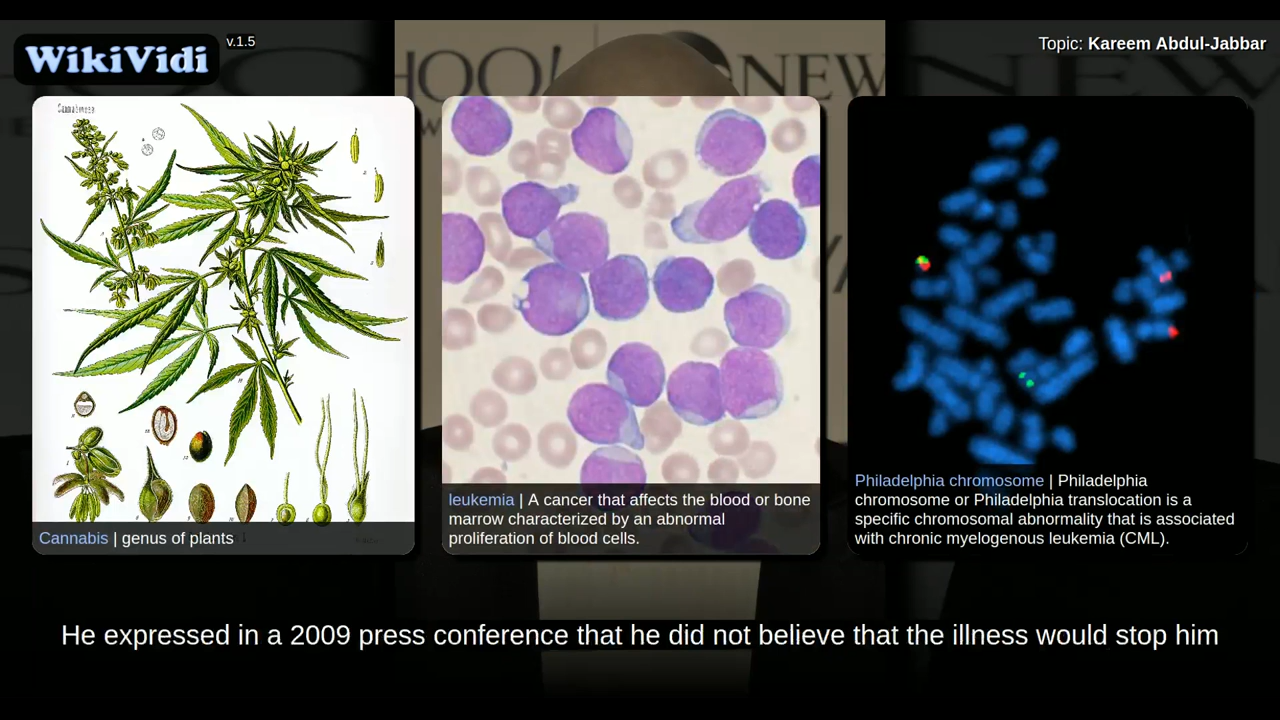 WikiVidi
v.1.5
Topic: Kareem Abdul-Jabbar
YAHOO!
NEW
NEW
Cannabis | genus of plants
leukemia | A cancer that affects the blood or bone
marrow characterized by an abnormal
proliferation of blood cells.
Philadelphia chromosome | Philadelphia
chromosome or Philadelphia translocation is a
specific chromosomal abnormality that is associated
with chronic myelogenous leukemia (CML).
He expressed in a 2009 press conference that he did not believe that the illness would stop him